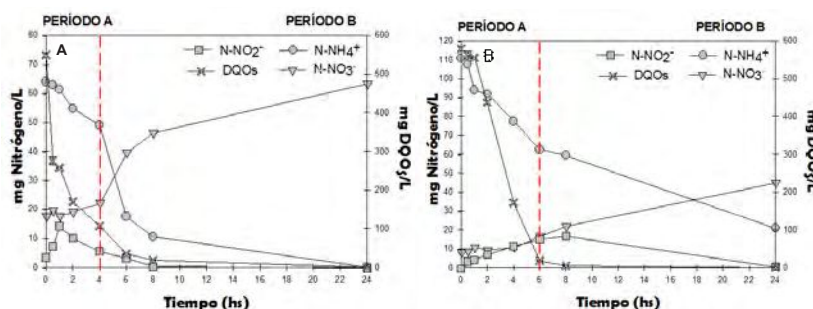 PERÍODO A PERÍODO B
A
N-NO2⁻ N-NH4⁺
DQOs N-NO3⁻
mg Nitrógeno/L
80
70
60
50
40
30
20
10
0
mg DQOs/L
600
500
400
300
200
100
0
0 2 4 6 8 10 12 14 16 18 20 22 24
Tiempo (hs)
PERÍODO A PERÍODO B
B
N-NO2⁻ N-NH4⁺
DQOs N-NO3⁻
mg Nitrógeno/L
120
110
100
90
80
70
60
50
40
30
20
10
0
mg DQOs/L
600
500
400
300
200
100
0
0 2 4 6 8 10 12 14 16 18 20 22 24
Tiempo (hs)